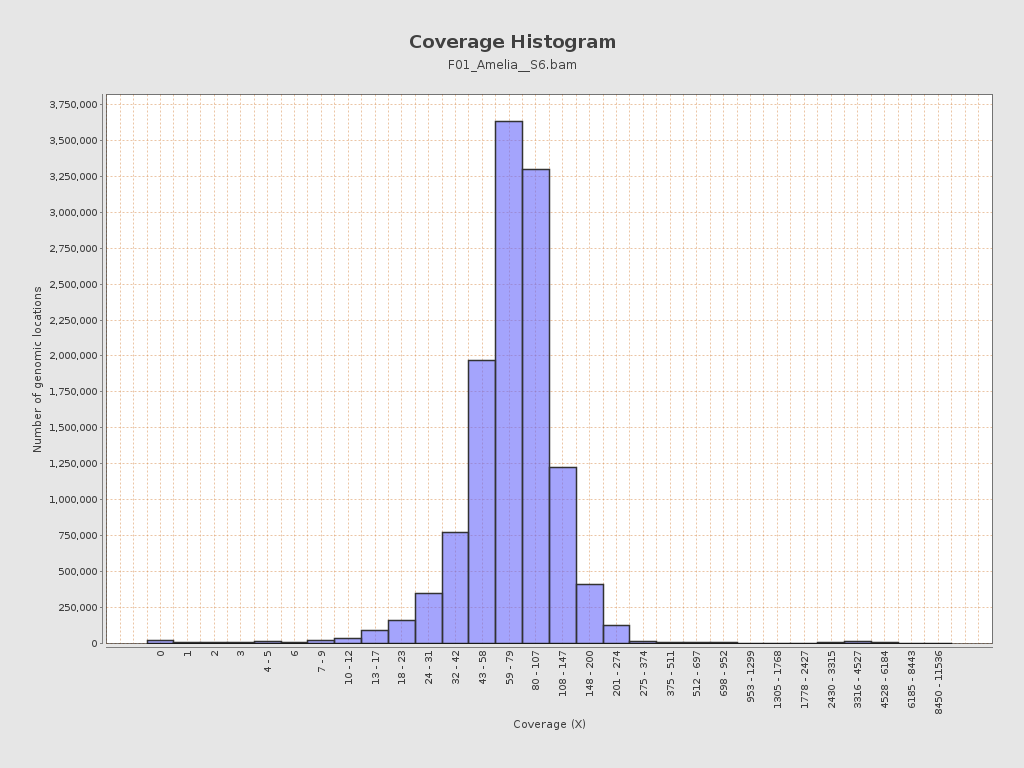 Coverage Histogram
F01_Amelia__S6.bam
Number of genomic locations
3,750,000
3,500,000
3,250,000
3,000,000
2,750,000
2,500,000
2,250,000
2,000,000
1,750,000
1,500,000
1,250,000
1,000,000
750,000
500,000
250,000
0
0
1
2
3
4 - 5
6
7 - 9
10 - 12
13 - 17
18 - 23
24 - 31
32 - 42
43 - 58
59 - 79
80 - 107
108 - 147
148 - 200
201 - 274
275 - 374
375 - 511
512 - 697
698 - 952
953 - 1299
1305 - 1768
1778 - 2427
2430 - 3315
3316 - 4527
4528 - 6184
6185 - 8443
8450 - 11536
Coverage (X)